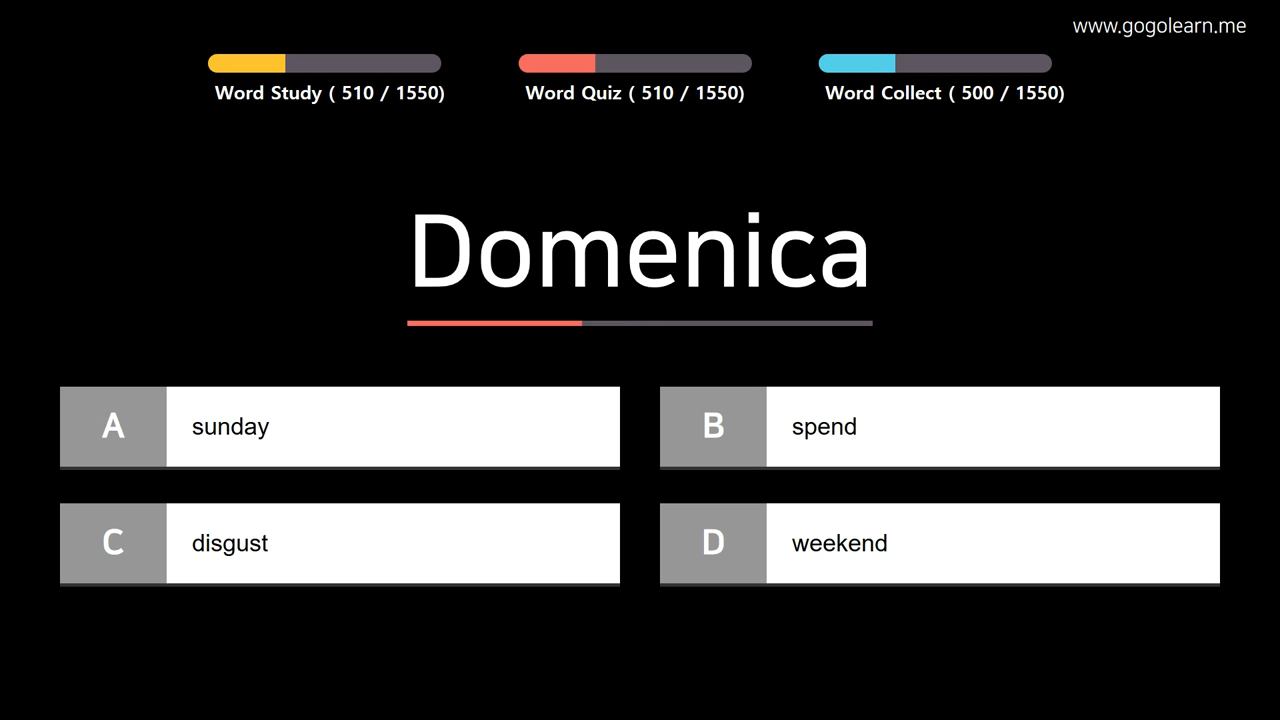 www.gogolearn.me
Word Study ( 510 / 1550)
Word Quiz ( 510 / 1550)
Word Collect ( 500 / 1550)
Domenica
A
sunday
B
spend
C
disgust
D
weekend